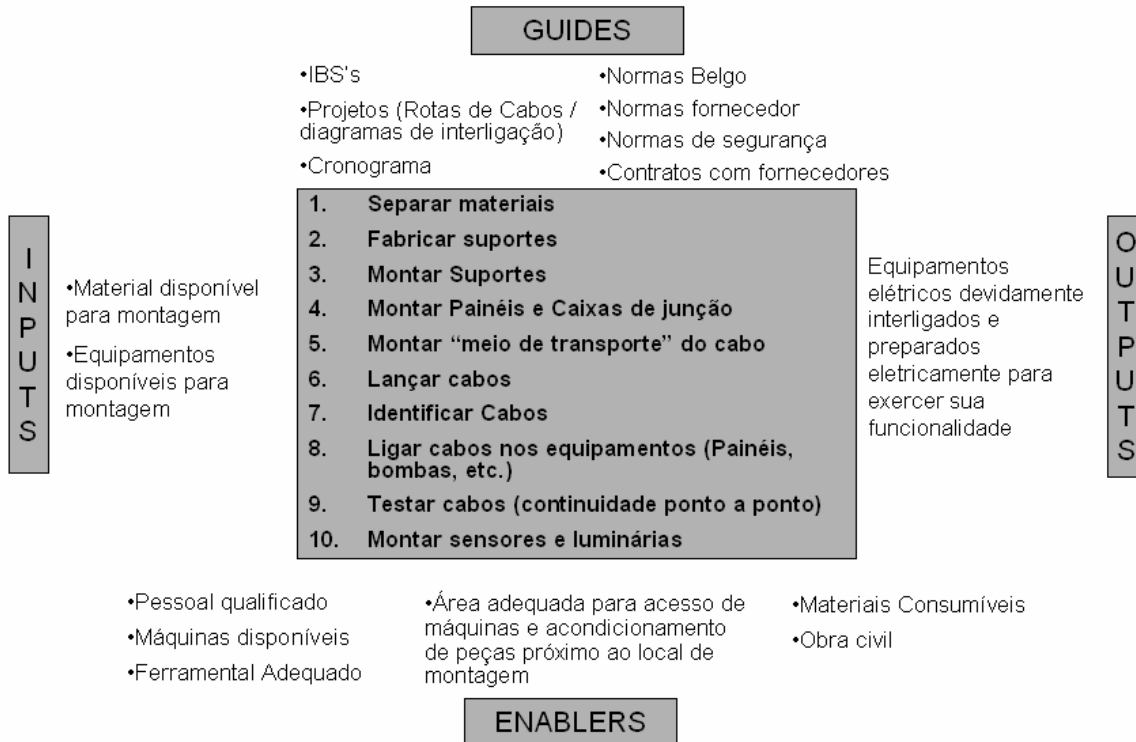 GUIDES
•IBS's
•Projetos (Rotas de Cabos /
diagramas de interligação)
•Cronograma
•Normas Belgo
•Normas fornecedor
•Normas de segurança
•Contratos com fornecedores
INPUTS
•Material disponível
para montagem
•Equipamentos
disponíveis para
montagem
1. Separar materiais
2. Fabricar suportes
3. Montar Suportes
4. Montar Painéis e Caixas de junção
5. Montar “meio de transporte” do cabo
6. Lançar cabos
7. Identificar Cabos
8. Ligar cabos nos equipamentos (Painéis,
bombas, etc.)
9. Testar cabos (continuidade ponto a ponto)
10. Montar sensores e luminárias
Equipamentos
elétricos devidamente
interligados e
preparados
eletricamente para
exercer sua
funcionalidade
OUTPUTS
•Pessoal qualificado
•Máquinas disponíveis
•Ferramental Adequado
•Área adequada para acesso de
máquinas e acondicionamento
de peças próximo ao local de
montagem
•Materiais Consumíveis
•Obra civil
ENABLERS